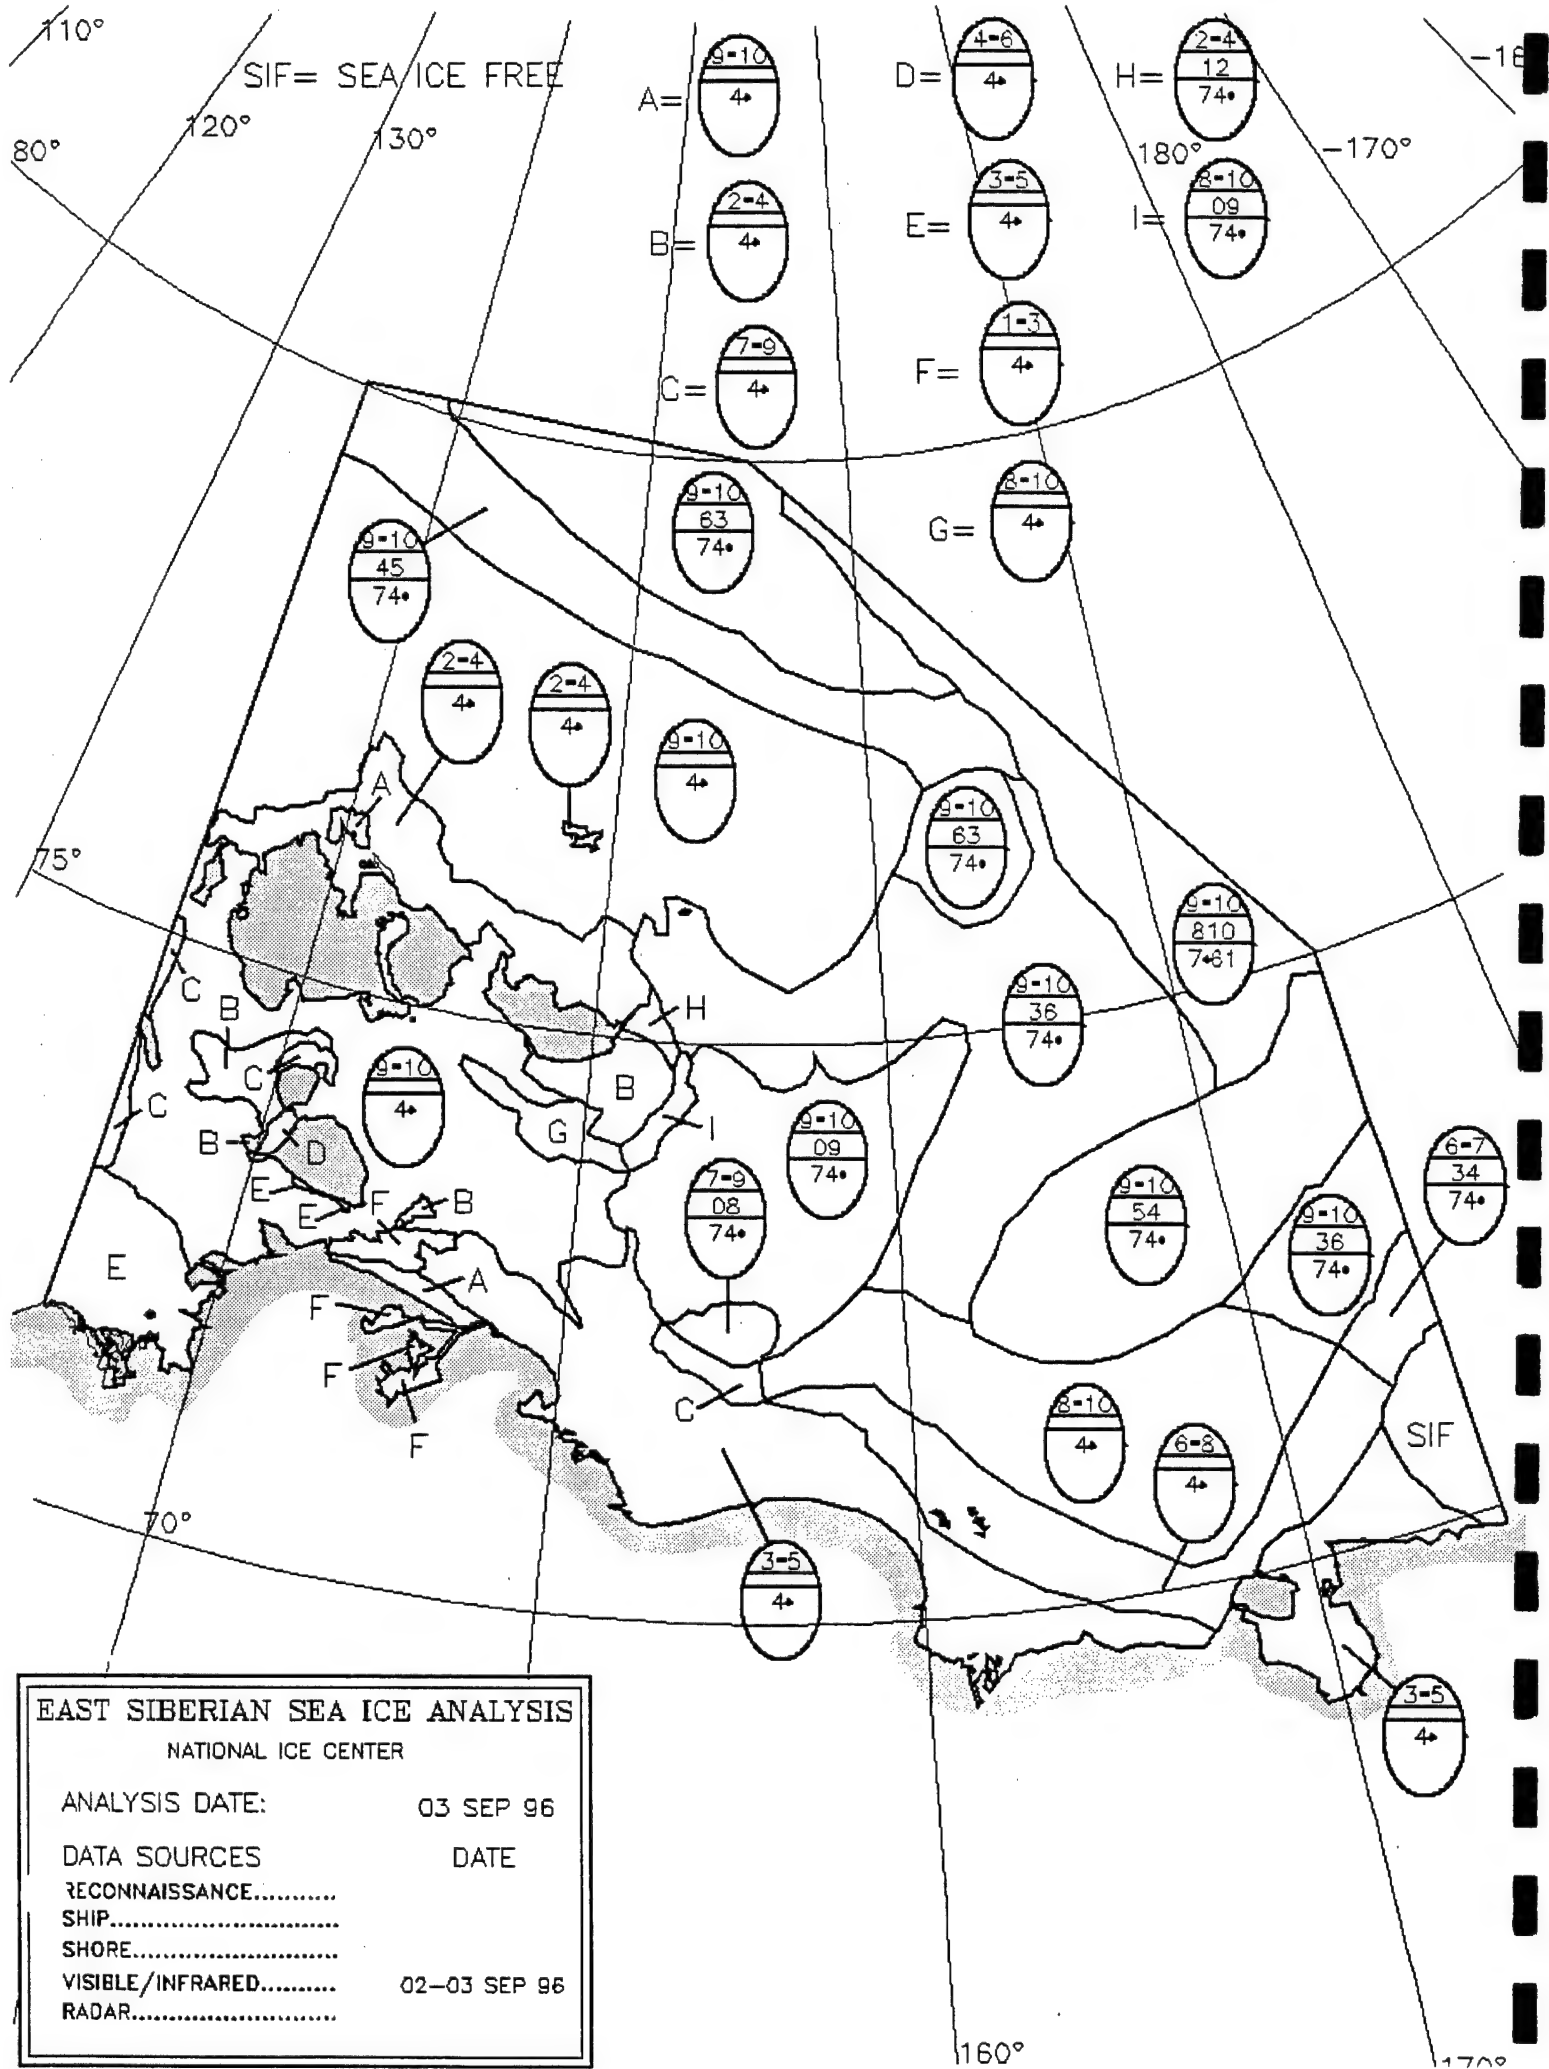 110°
SIF= SEA ICE FREE
120°
130°
80°
A=
9-10
4•
D=
4-6
4•
H=
2-4
12
74•
180°
-170°
B=
2-4
4•
E=
3-5
4•
I=
8-10
09
74•
C=
7-9
4•
F=
1-3
4•
G=
8-10
4•
9-10
63
74•
9-10
45
74•
2-4
4•
2-4
4•
9-10
4•
A
9-10
63
74•
75°
9-10
810
7•61
C
B
H
9-10
36
74•
C
C
9-10
4•
B
G
I
B
D
E
E
F
B
9-10
09
74•
7-9
08
74•
9-10
54
74•
9-10
36
74•
6-7
34
74•
E
A
F
F
F
C
8-10
4•
6-8
4•
SIF
70°
3-5
4•
3-5
4•
EAST SIBERIAN SEA ICE ANALYSIS
NATIONAL ICE CENTER
ANALYSIS DATE: 03 SEP 96
DATA SOURCES DATE
RECONNAISSANCE...........
SHIP..............................
SHORE...........................
VISIBLE/INFRARED.......... 02-03 SEP 96
RADAR...........................
160°
170°